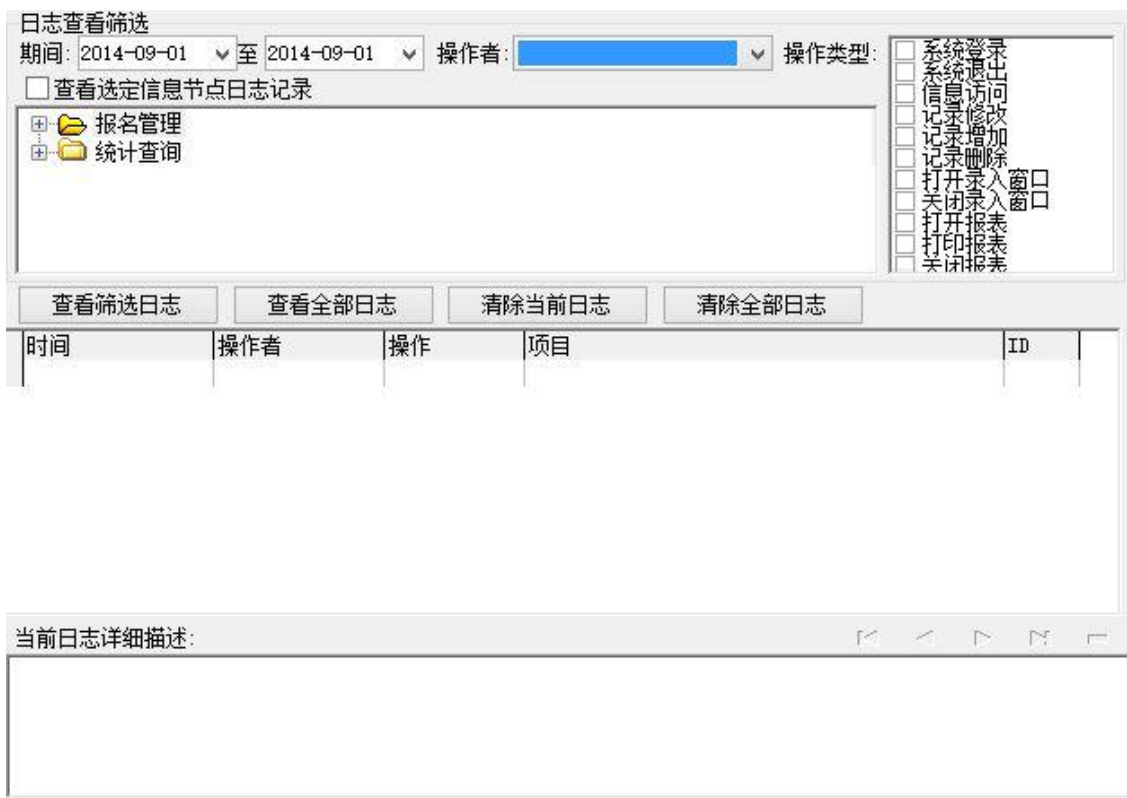 日志查看筛选
期间: 2014-09-01 至 2014-09-01 操作者: 操作类型:
系统登录
系统退出
信息访问
记录修改
记录增加
记录删除
打开录入窗口
关闭录入窗口
打开报表
打印报表
关闭报表
查看选定信息节点日志记录
报名管理
统计查询
查看筛选日志 查看全部日志 清除当前日志 清除全部日志
时间 操作者 操作 项目 ID
当前日志详细描述: